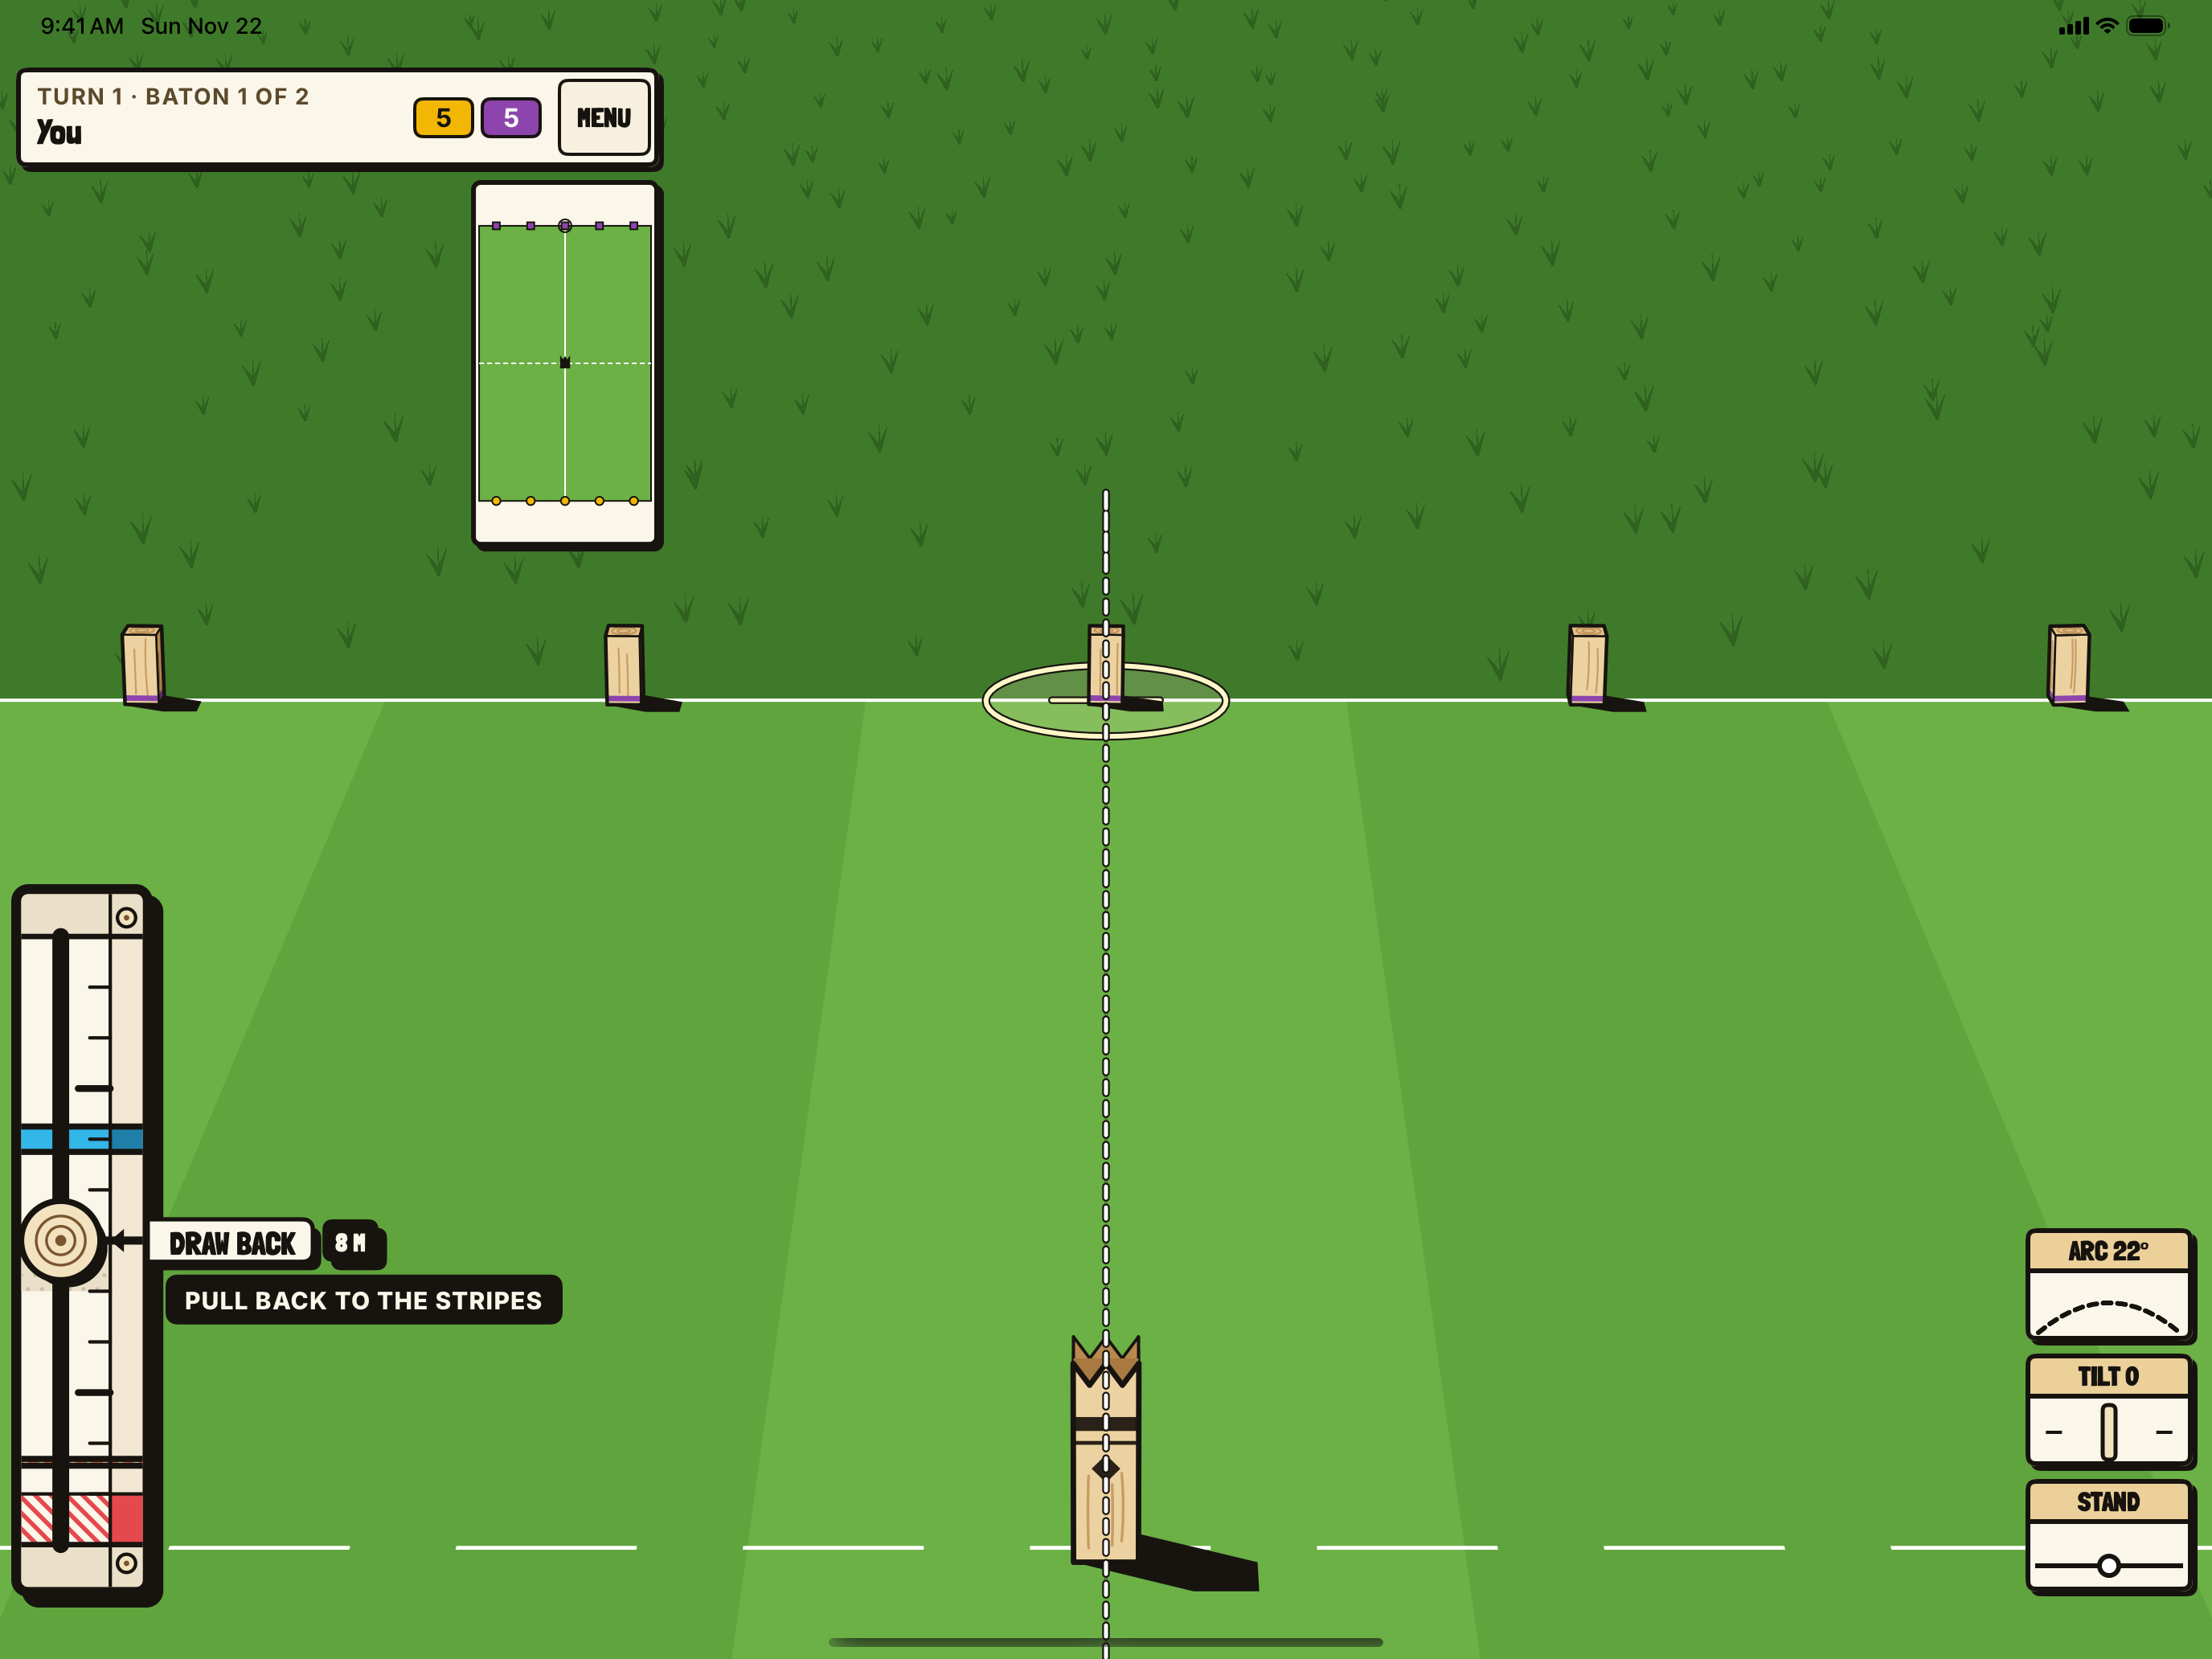 9:41 AM Sun Nov 22
TURN 1 · BATON 1 OF 2
You
5 5
MENU
DRAW BACK 8 M
PULL BACK TO THE STRIPES
ARC 22°
TILT 0
STAND